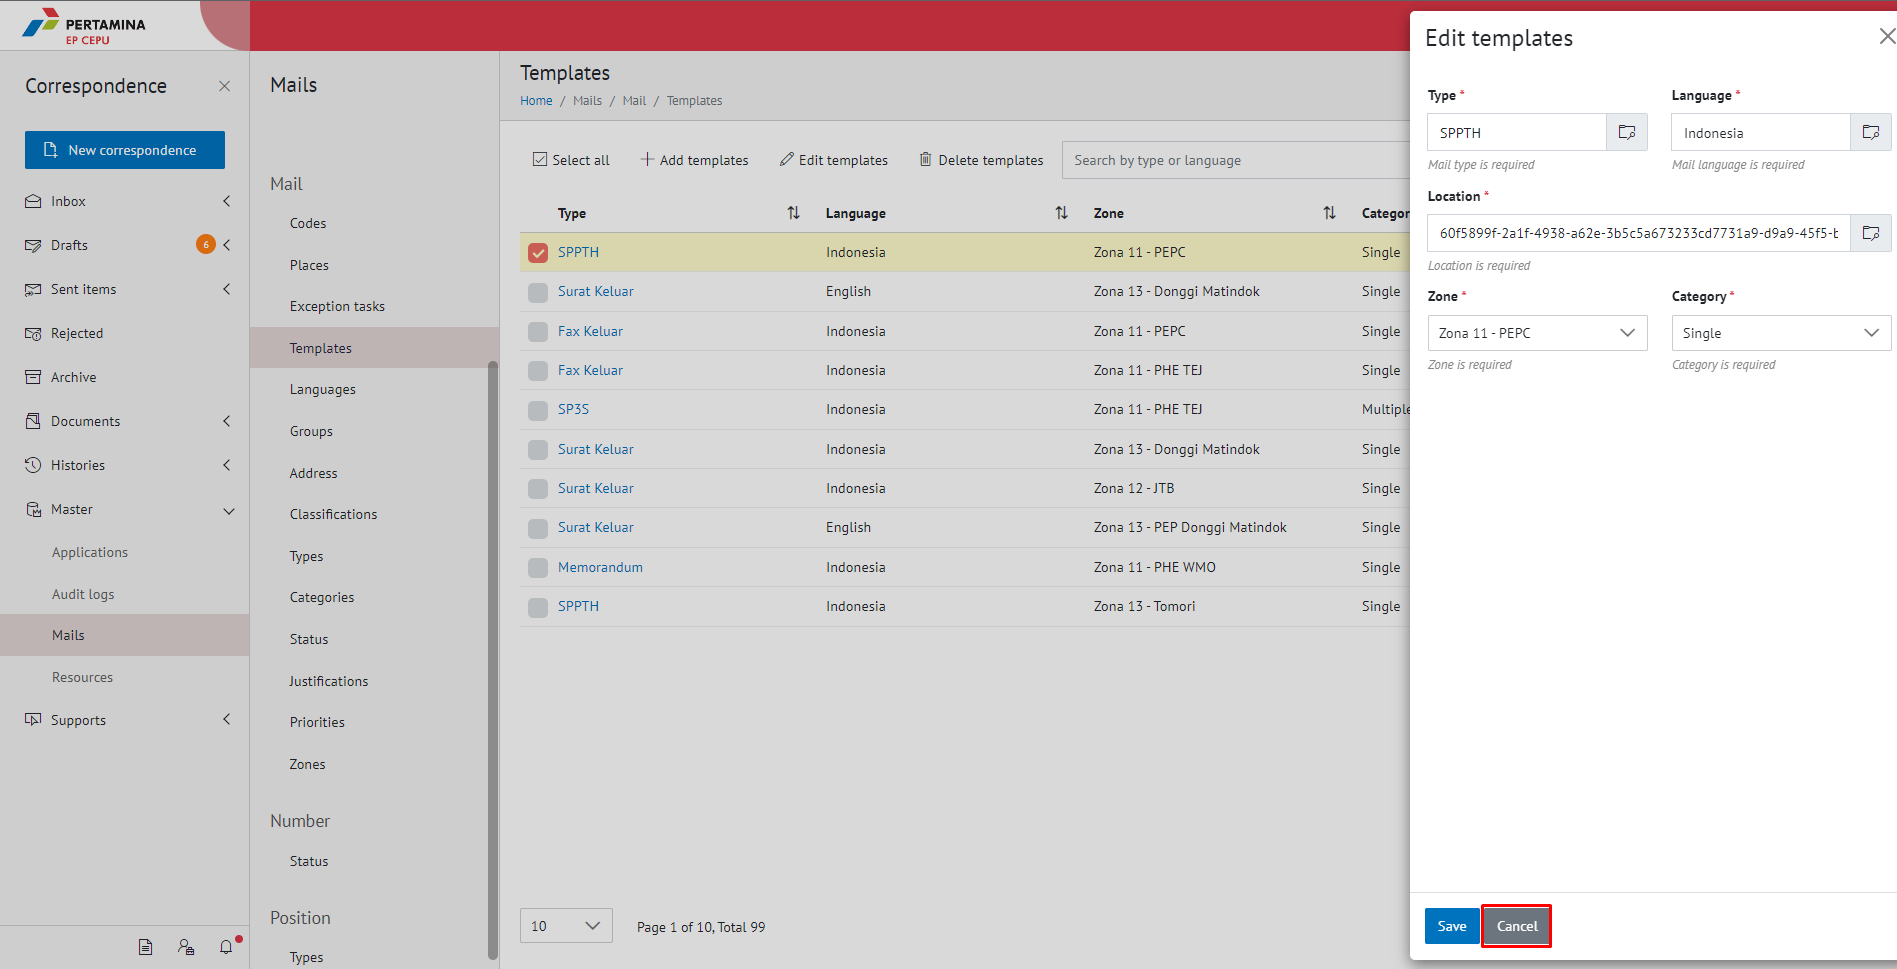 PERTAMINA
EP CEPU
Correspondence
New correspondence
Inbox
Drafts
6
Sent items
Rejected
Archive
Documents
Histories
Master
Applications
Audit logs
Mails
Resources
Supports
Mails
Mail
Codes
Places
Exception tasks
Templates
Languages
Groups
Address
Classifications
Types
Categories
Status
Justifications
Priorities
Zones
Number
Status
Position
Types
Templates
Home / Mails / Mail / Templates
Select all
Add templates
Edit templates
Delete templates
Search by type or language
Type Language Zone Categor
SPPTH Indonesia Zona 11 - PEPC Single
Surat Keluar English Zona 13 - Donggi Matindok Single
Fax Keluar Indonesia Zona 11 - PEPC Single
Fax Keluar Indonesia Zona 11 - PHE TEJ Single
SP3S Indonesia Zona 11 - PHE TEJ Multiple
Surat Keluar Indonesia Zona 13 - Donggi Matindok Single
Surat Keluar Indonesia Zona 12 - JTB Single
Surat Keluar English Zona 13 - PEP Donggi Matindok Single
Memorandum Indonesia Zona 11 - PHE WMO Single
SPPTH Indonesia Zona 13 - Tomori Single
10
Page 1 of 10, Total 99
Edit templates
Type * Language *
SPPTH Indonesia
Mail type is required Mail language is required
Location *
60f5899f-2a1f-4938-a62e-3b5c5a673233cd7731a9-d9a9-45f5-b
Location is required
Zone * Category *
Zona 11 - PEPC Single
Zone is required Category is required
Save Cancel